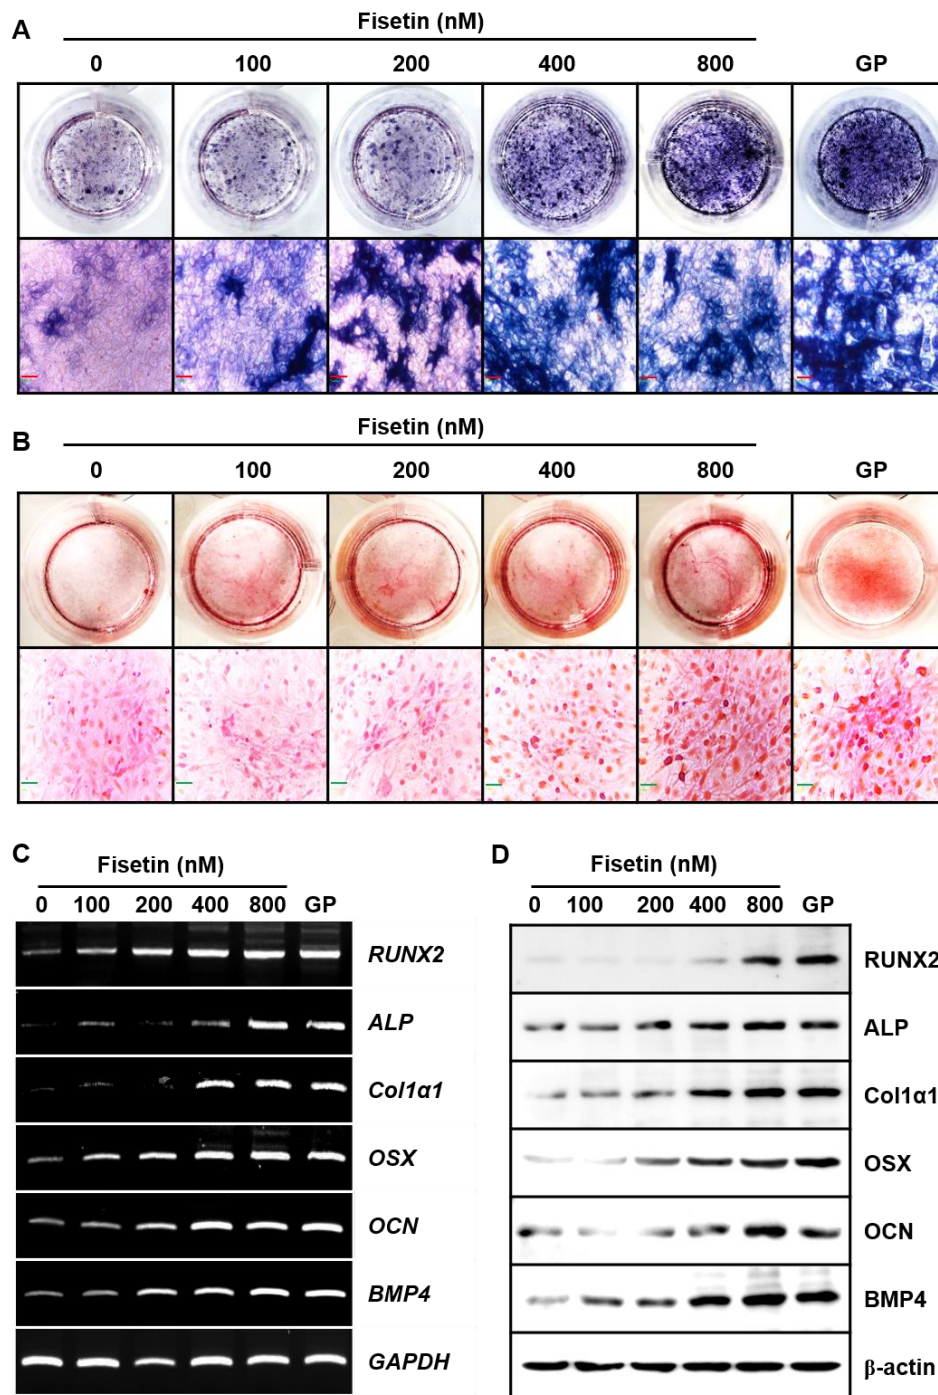 A
Fisetin (nM)
0 100 200 400 800 GP
B
Fisetin (nM)
0 100 200 400 800 GP
C
Fisetin (nM)
0 100 200 400 800 GP
RUNX2
ALP
Col1α1
OSX
OCN
BMP4
GAPDH
D
Fisetin (nM)
0 100 200 400 800 GP
RUNX2
ALP
Col1α1
OSX
OCN
BMP4
β-actin